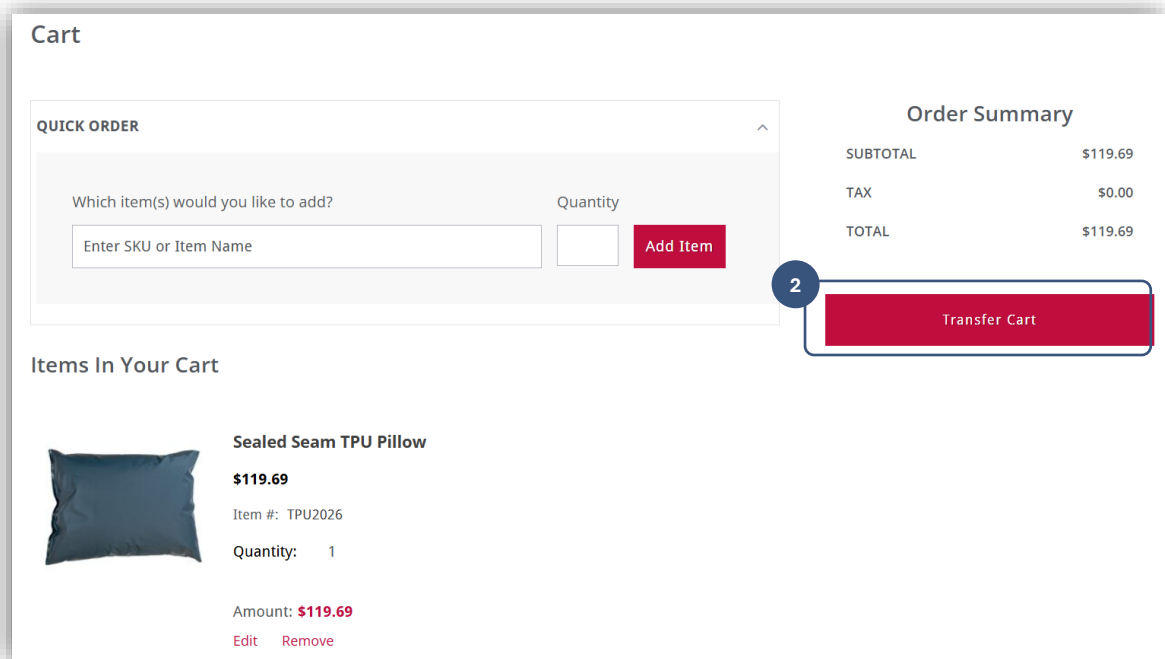 Cart
QUICK ORDER
Which item(s) would you like to add?
Quantity
Enter SKU or Item Name
Add Item
Order Summary
SUBTOTAL $119.69
TAX $0.00
TOTAL $119.69
2
Transfer Cart
Items In Your Cart
Sealed Seam TPU Pillow
$119.69
Item #: TPU2026
Quantity: 1
Amount: $119.69
Edit Remove